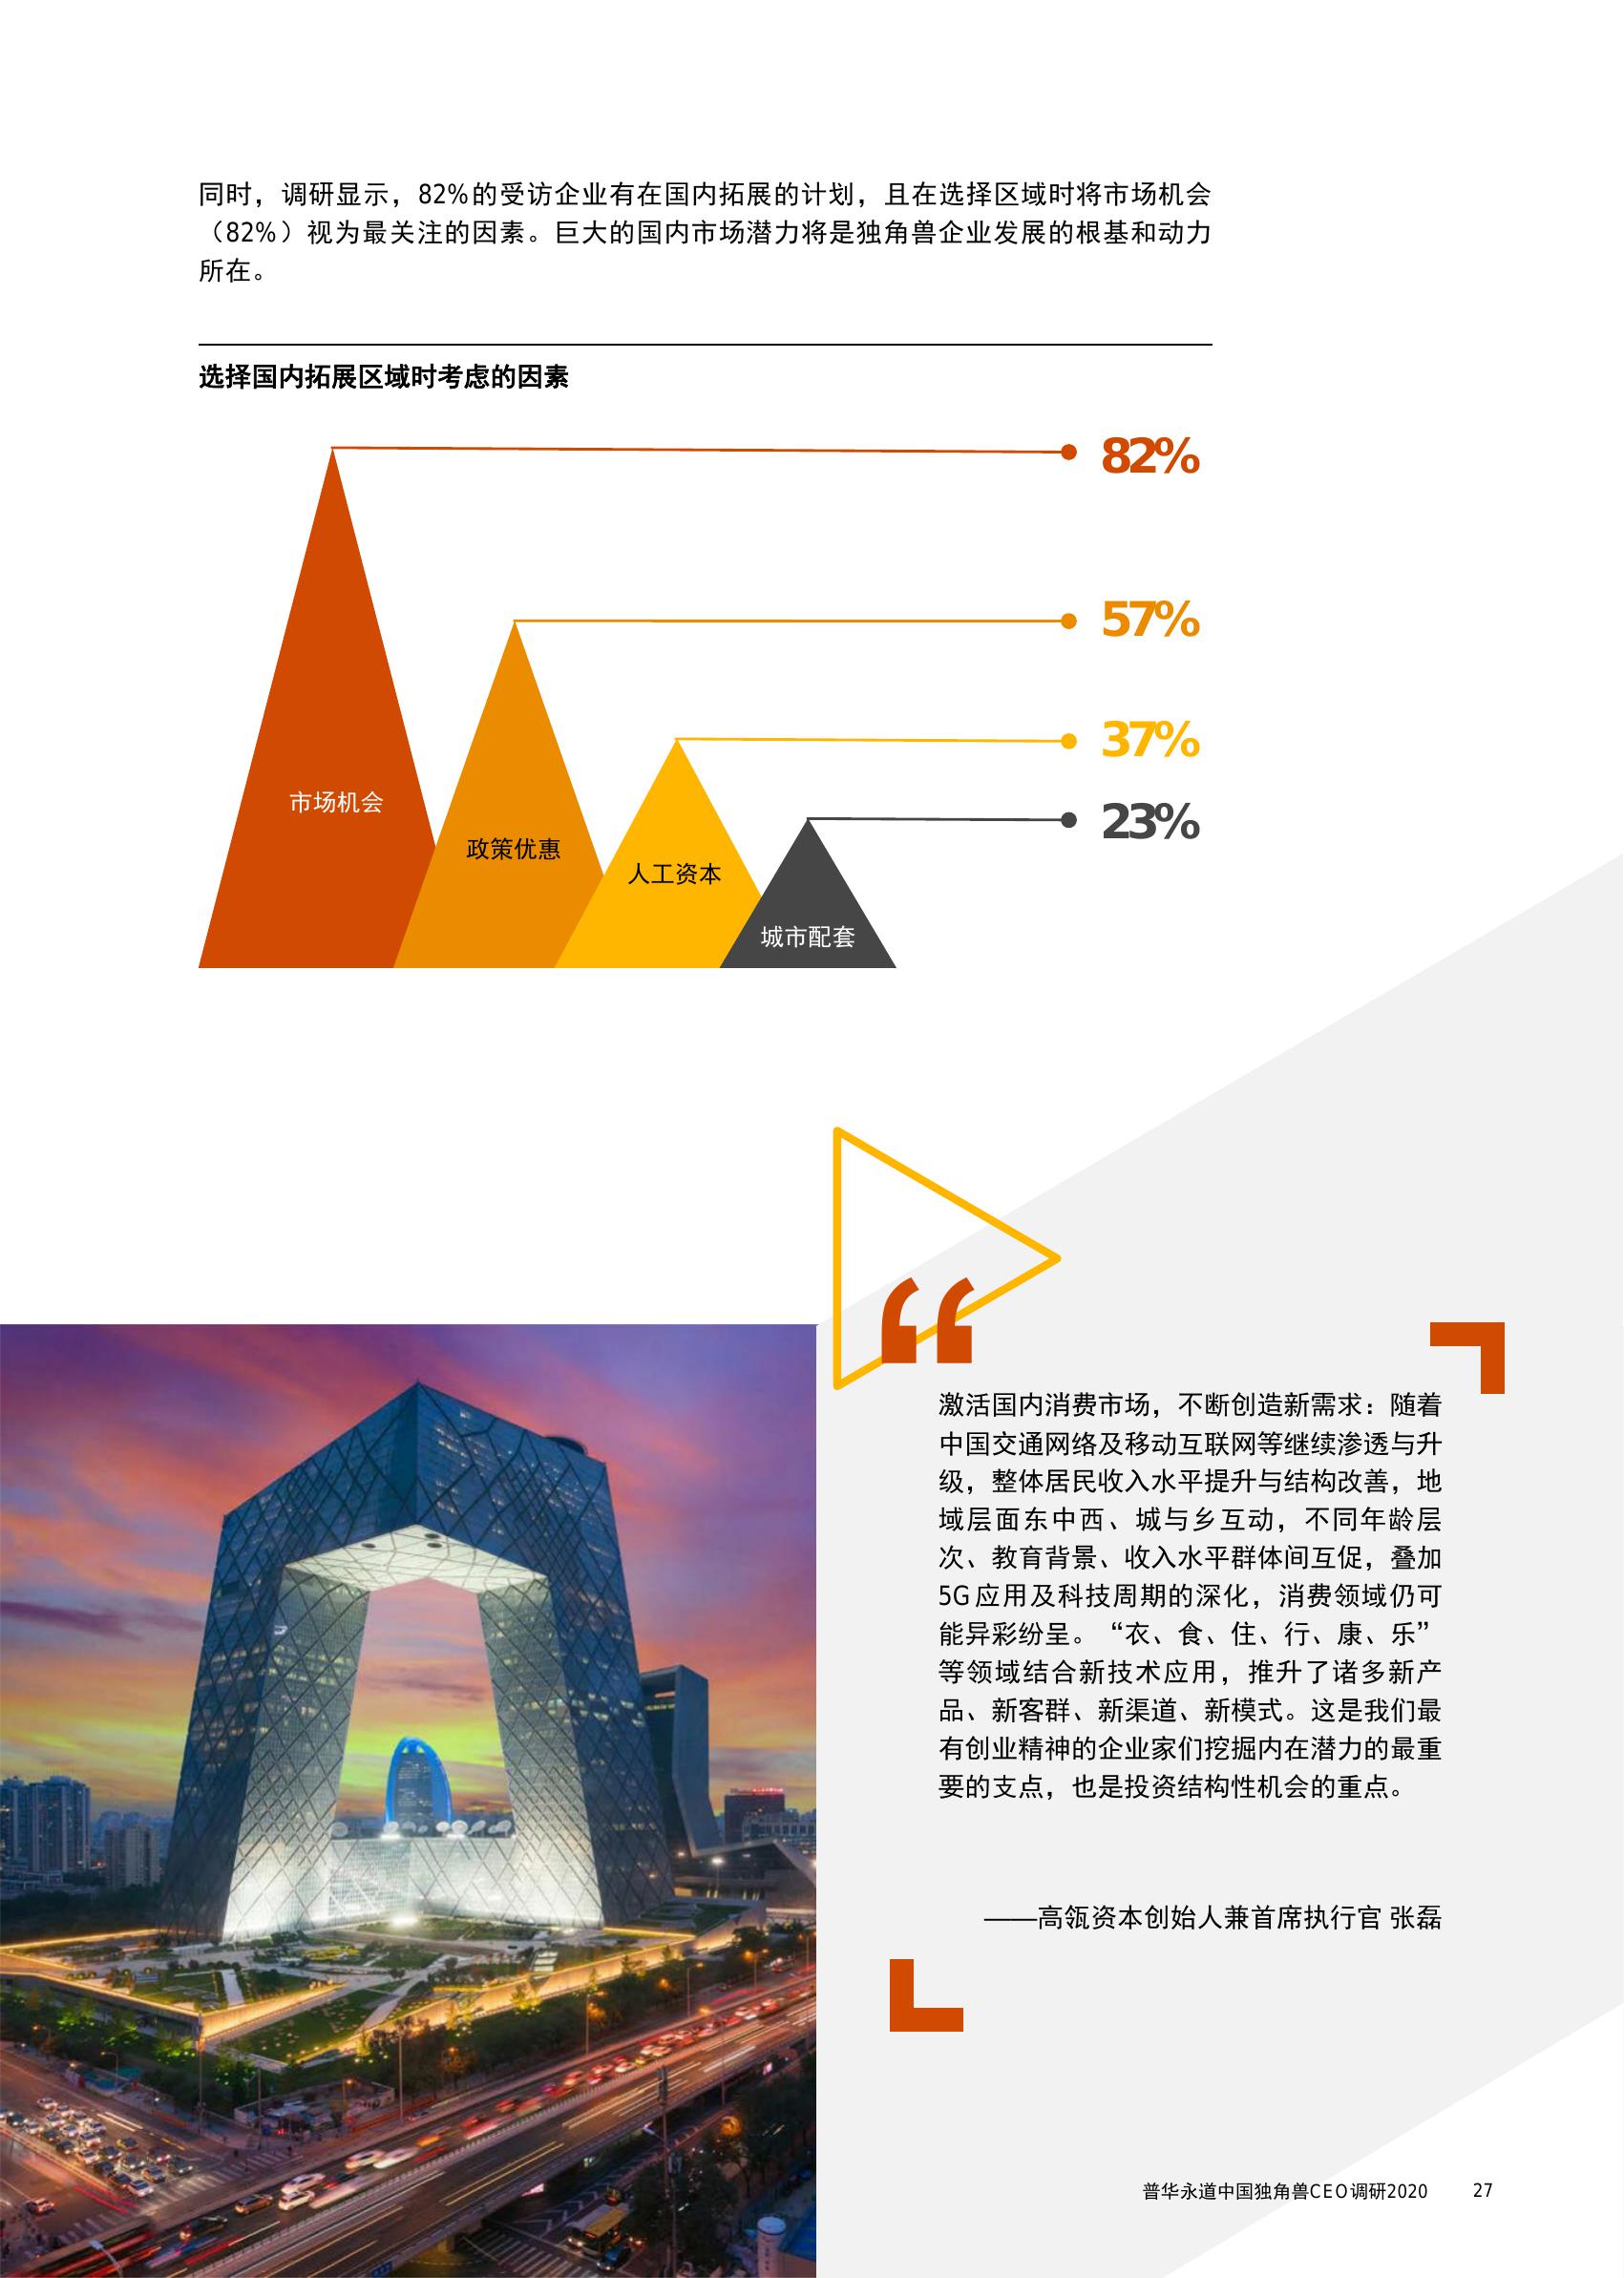 同时，调研显示，82%的受访企业有在国内拓展的计划，且在选择区域时将市场机会
（82%）视为最关注的因素。巨大的国内市场潜力将是独角兽企业发展的根基和动力
所在。
选择国内拓展区域时考虑的因素
82%
57%
37%
23%
市场机会
政策优惠
人工资本
城市配套
“
激活国内消费市场，不断创造新需求：随着
中国交通网络及移动互联网等继续渗透与升
级，整体居民收入水平提升与结构改善，地
域层面东中西、城与乡互动，不同年龄层
次、教育背景、收入水平群体间互促，叠加
5G应用及科技周期的深化，消费领域仍可
能异彩纷呈。“衣、食、住、行、康、乐”
等领域结合新技术应用，推升了诸多新产
品、新客群、新渠道、新模式。这是我们最
有创业精神的企业家们挖掘内在潜力的最重
要的支点，也是投资结构性机会的重点。
——高瓴资本创始人兼首席执行官 张磊
普华永道中国独角兽CEO调研2020 27